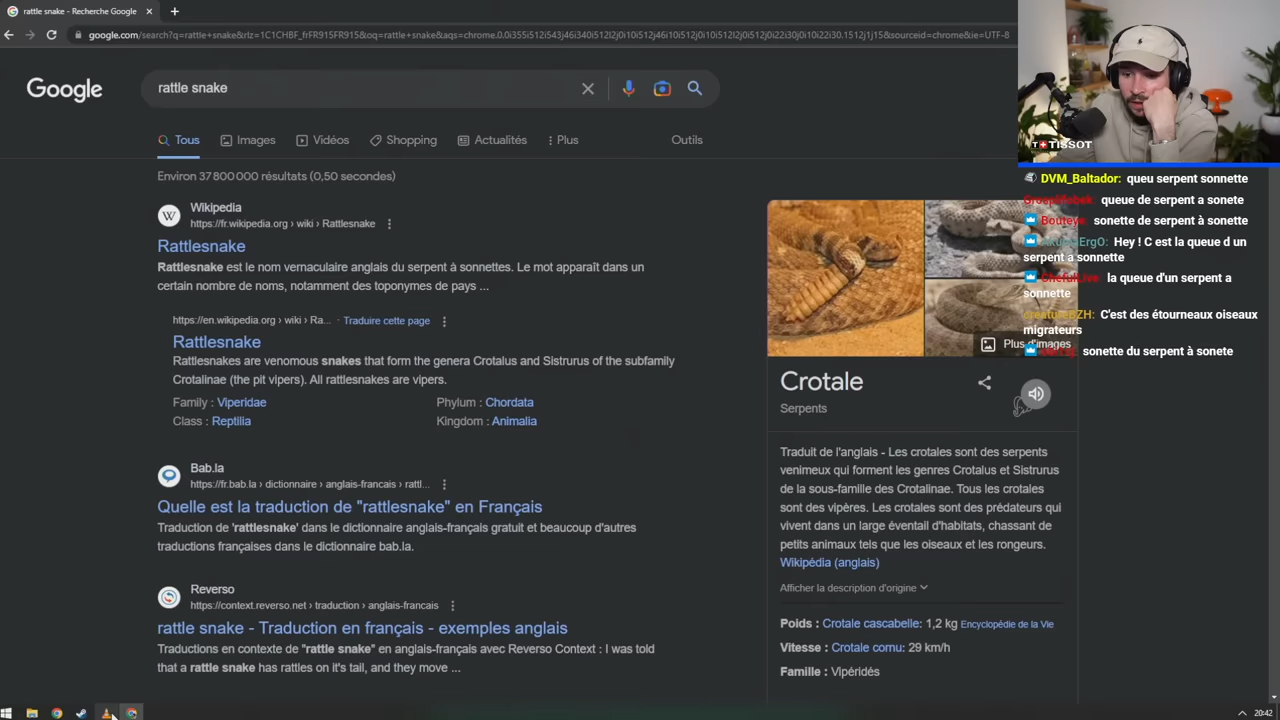 rattle snake - Recherche Google
google.com/search?q=rattle+snake&rlz=1C1CHBF_frFR915FR915&oq=rattle+snake&aqs=chrome.0.0i355i512i543j46i340i512l2j0i10i512j46i10i512j0i10i512l2j0i22i30j0i10i22i30.1512j1j15&sourceid=chrome&ie=UTF-8
Google
rattle snake
Tous
Images
Vidéos
Shopping
Actualités
Plus
Outils
Environ 37 800 000 résultats (0,50 secondes)
Wikipedia
https://fr.wikipedia.org › wiki › Rattlesnake
Rattlesnake
Rattlesnake est le nom vernaculaire anglais du serpent à sonnettes. Le mot apparaît dans un
certain nombre de noms, notamment des toponymes de pays ...
https://en.wikipedia.org › wiki › Ra... · Traduire cette page
Rattlesnake
Rattlesnakes are venomous snakes that form the genera Crotalus and Sistrurus of the subfamily
Crotalinae (the pit vipers). All rattlesnakes are vipers.
Family : Viperidae
Phylum : Chordata
Class : Reptilia
Kingdom : Animalia
Bab.la
https://fr.bab.la › dictionnaire › anglais-francais › rattl...
Quelle est la traduction de "rattlesnake" en Français
Traduction de 'rattlesnake' dans le dictionnaire anglais-français gratuit et beaucoup d'autres
traductions françaises dans le dictionnaire bab.la.
Reverso
https://context.reverso.net › traduction › anglais-francais
rattle snake - Traduction en français - exemples anglais
Traductions en contexte de "rattle snake" en anglais-français avec Reverso Context : I was told
that a rattle snake has rattles on it's tail, and they move ...
Plus d'images
Crotale
Serpents
Traduit de l'anglais - Les crotales sont des serpents
venimeux qui forment les genres Crotalus et Sistrurus
de la sous-famille des Crotalinae. Tous les crotales
sont des vipères. Les crotales sont des prédateurs qui
vivent dans un large éventail d'habitats, chassant de
petits animaux tels que les oiseaux et les rongeurs.
Wikipédia (anglais)
Afficher la description d'origine
Poids : Crotale cascabelle: 1,2 kg Encyclopédie de la Vie
Vitesse : Crotale cornu: 29 km/h
Famille : Vipéridés
TISSOT
DVM_Baltador: queu serpent sonnette
queue de serpent a sonete
sonette de serpent à sonnette
Hey ! C est la queue d un
serpent a sonnette
la queue d'un serpent a
sonnette
C'est des étourneaux oiseaux
migrateurs
sonette du serpent à sonete
20:42